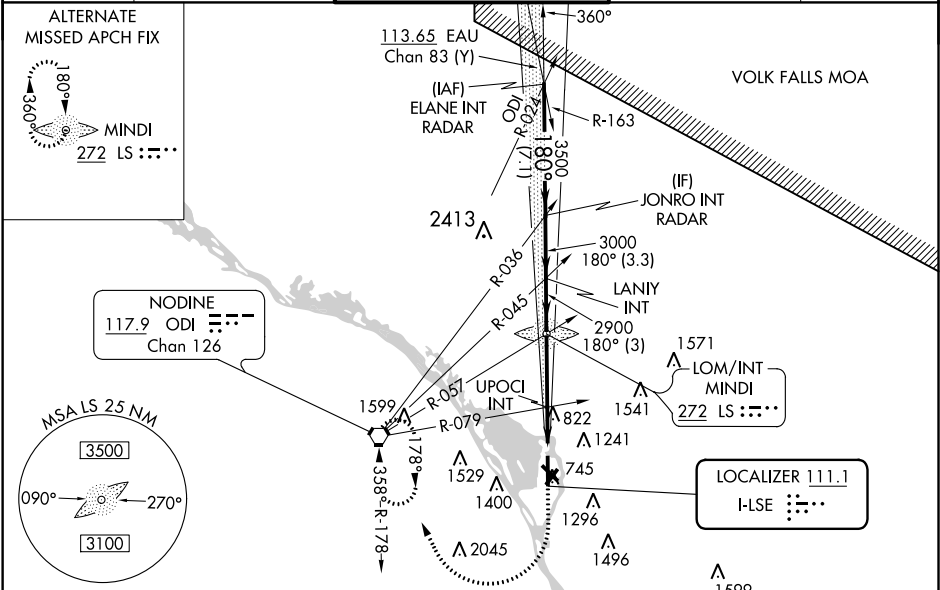 ALTERNATE
MISSED APCH FIX
180°
360°
MINDI
272 LS
360°
113.65 EAU
Chan 83 (Y)
(IAF)
ELANE INT
RADAR
ODI
R-024
R-163
VOLK FALLS MOA
3500
180°
(7.1)
(IF)
JONRO INT
RADAR
2413
R-036
3000
180° (3.3)
LANIY
INT
R-045
2900
180° (3)
NODINE
117.9 ODI
Chan 126
1571
LOM/INT
MINDI
272 LS
1541
R-057
UPOCI
INT
1599
R-079
822
1241
MSA LS 25 NM
3500
090°
270°
3100
178°
358°
R-178
1529
1400
745
LOCALIZER 111.1
I-LSE
1296
1496
2045
1599